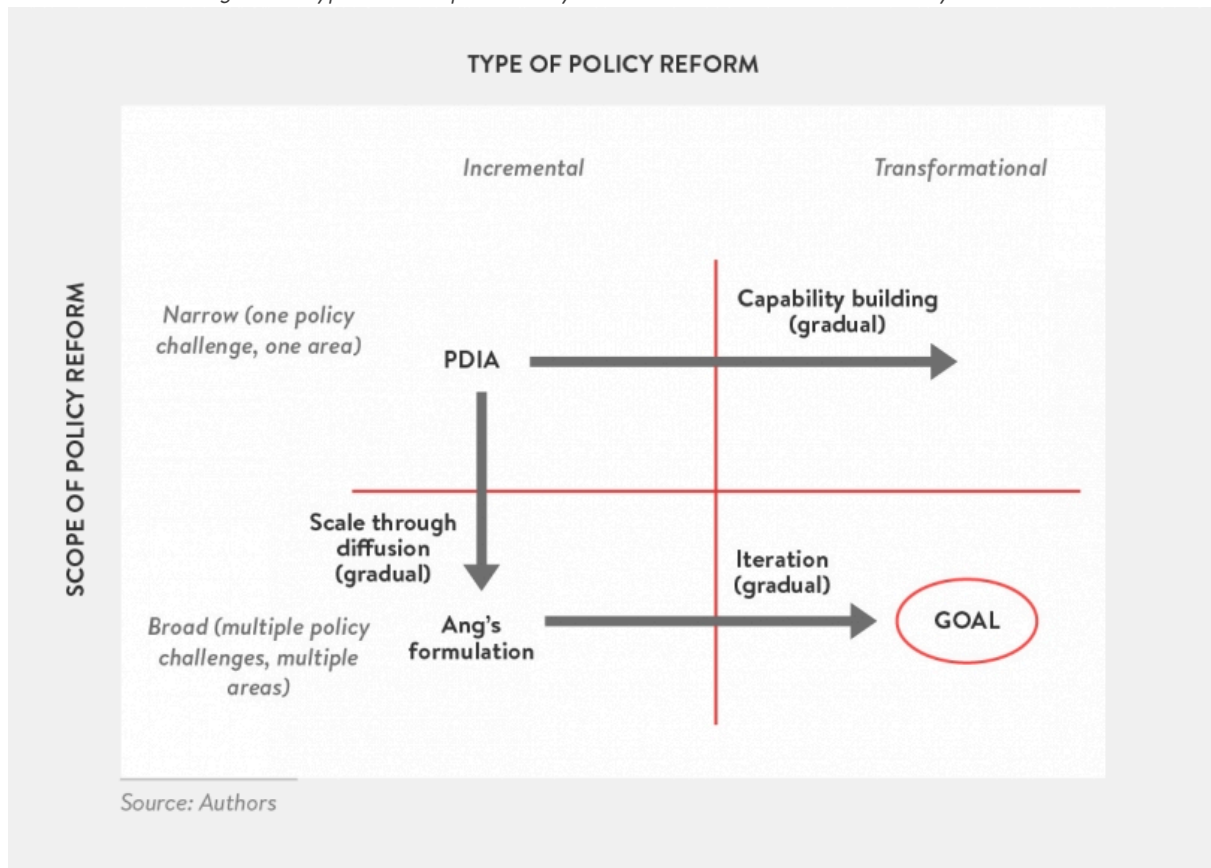 TYPE OF POLICY REFORM
Incremental
Transformational
SCOPE OF POLICY REFORM
Narrow (one policy
challenge, one area)
PDIA
Capability building
(gradual)
Scale through
diffusion
(gradual)
Iteration
(gradual)
Broad (multiple policy
challenges, multiple
areas)
Ang's
formulation
GOAL
Source: Authors